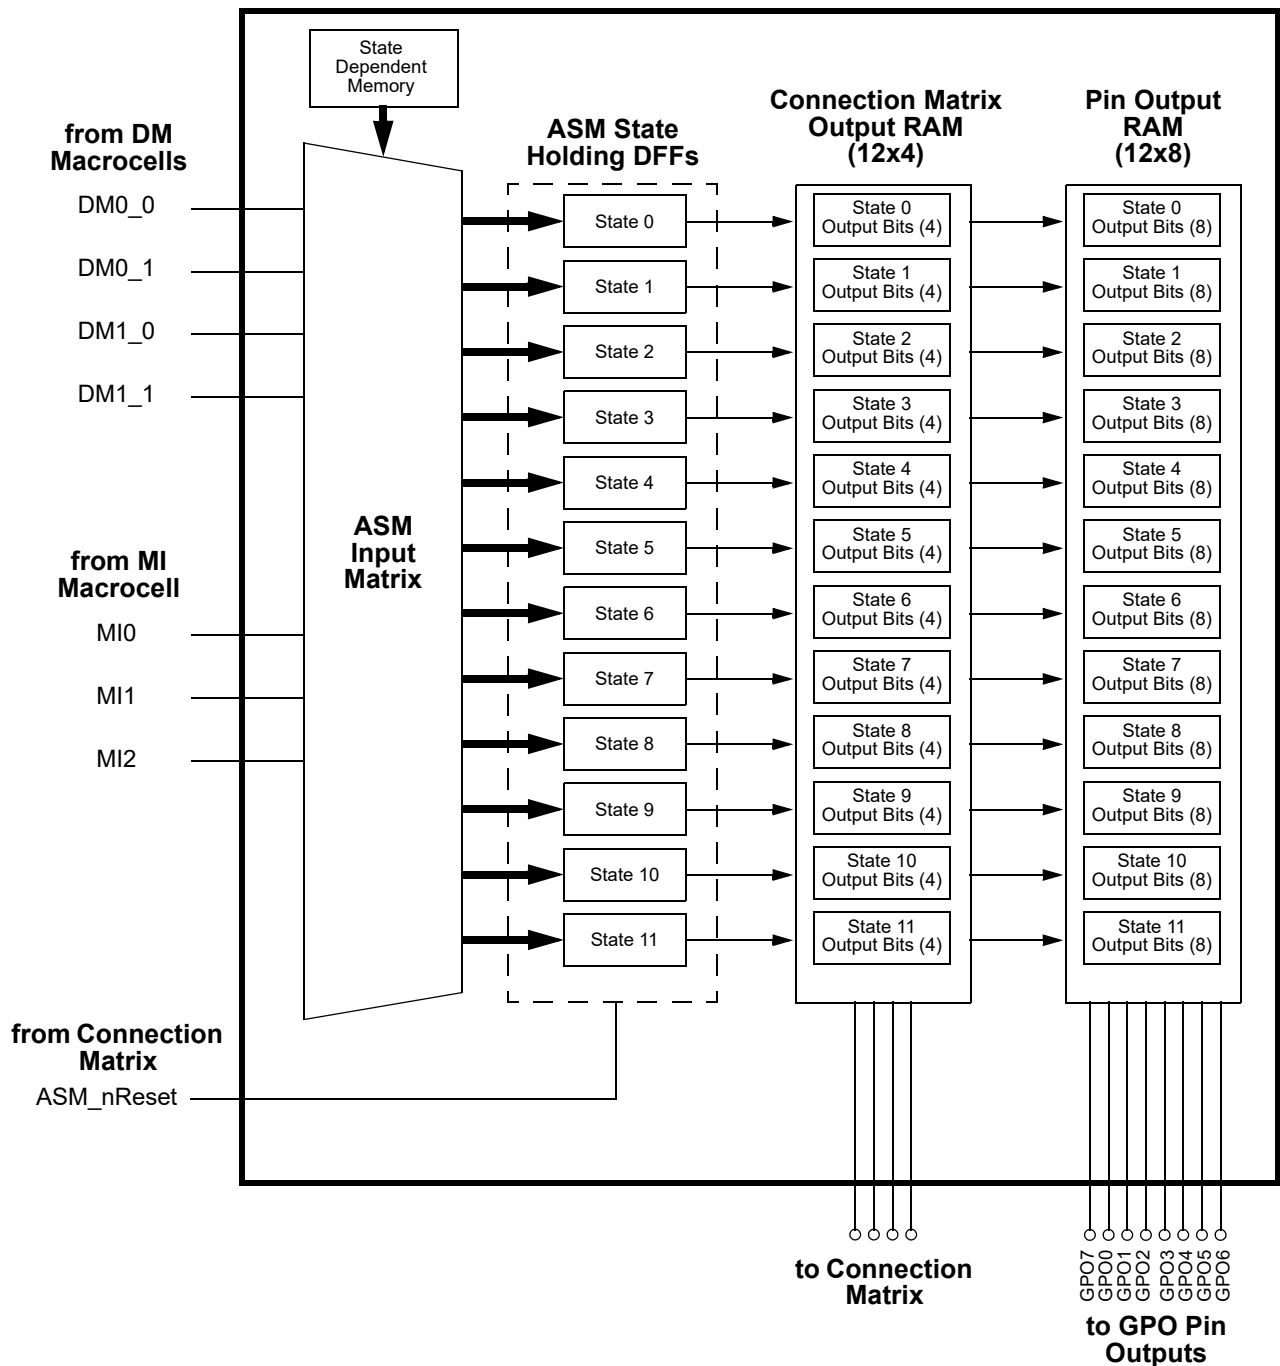 State
Dependent
Memory
from DM
Macrocells
DM0_0
DM0_1
DM1_0
DM1_1
from MI
Macrocell
MI0
MI1
MI2
from Connection
Matrix
ASM_nReset
ASM
Input
Matrix
ASM State
Holding DFFs
State 0
State 1
State 2
State 3
State 4
State 5
State 6
State 7
State 8
State 9
State 10
State 11
Connection Matrix
Output RAM
(12x4)
State 0
Output Bits (4)
State 1
Output Bits (4)
State 2
Output Bits (4)
State 3
Output Bits (4)
State 4
Output Bits (4)
State 5
Output Bits (4)
State 6
Output Bits (4)
State 7
Output Bits (4)
State 8
Output Bits (4)
State 9
Output Bits (4)
State 10
Output Bits (4)
State 11
Output Bits (4)
to Connection
Matrix
Pin Output
RAM
(12x8)
State 0
Output Bits (8)
State 1
Output Bits (8)
State 2
Output Bits (8)
State 3
Output Bits (8)
State 4
Output Bits (8)
State 5
Output Bits (8)
State 6
Output Bits (8)
State 7
Output Bits (8)
State 8
Output Bits (8)
State 9
Output Bits (8)
State 10
Output Bits (8)
State 11
Output Bits (8)
GPO7
GPO0
GPO1
GPO2
GPO3
GPO4
GPO5
GPO6
to GPO Pin
Outputs